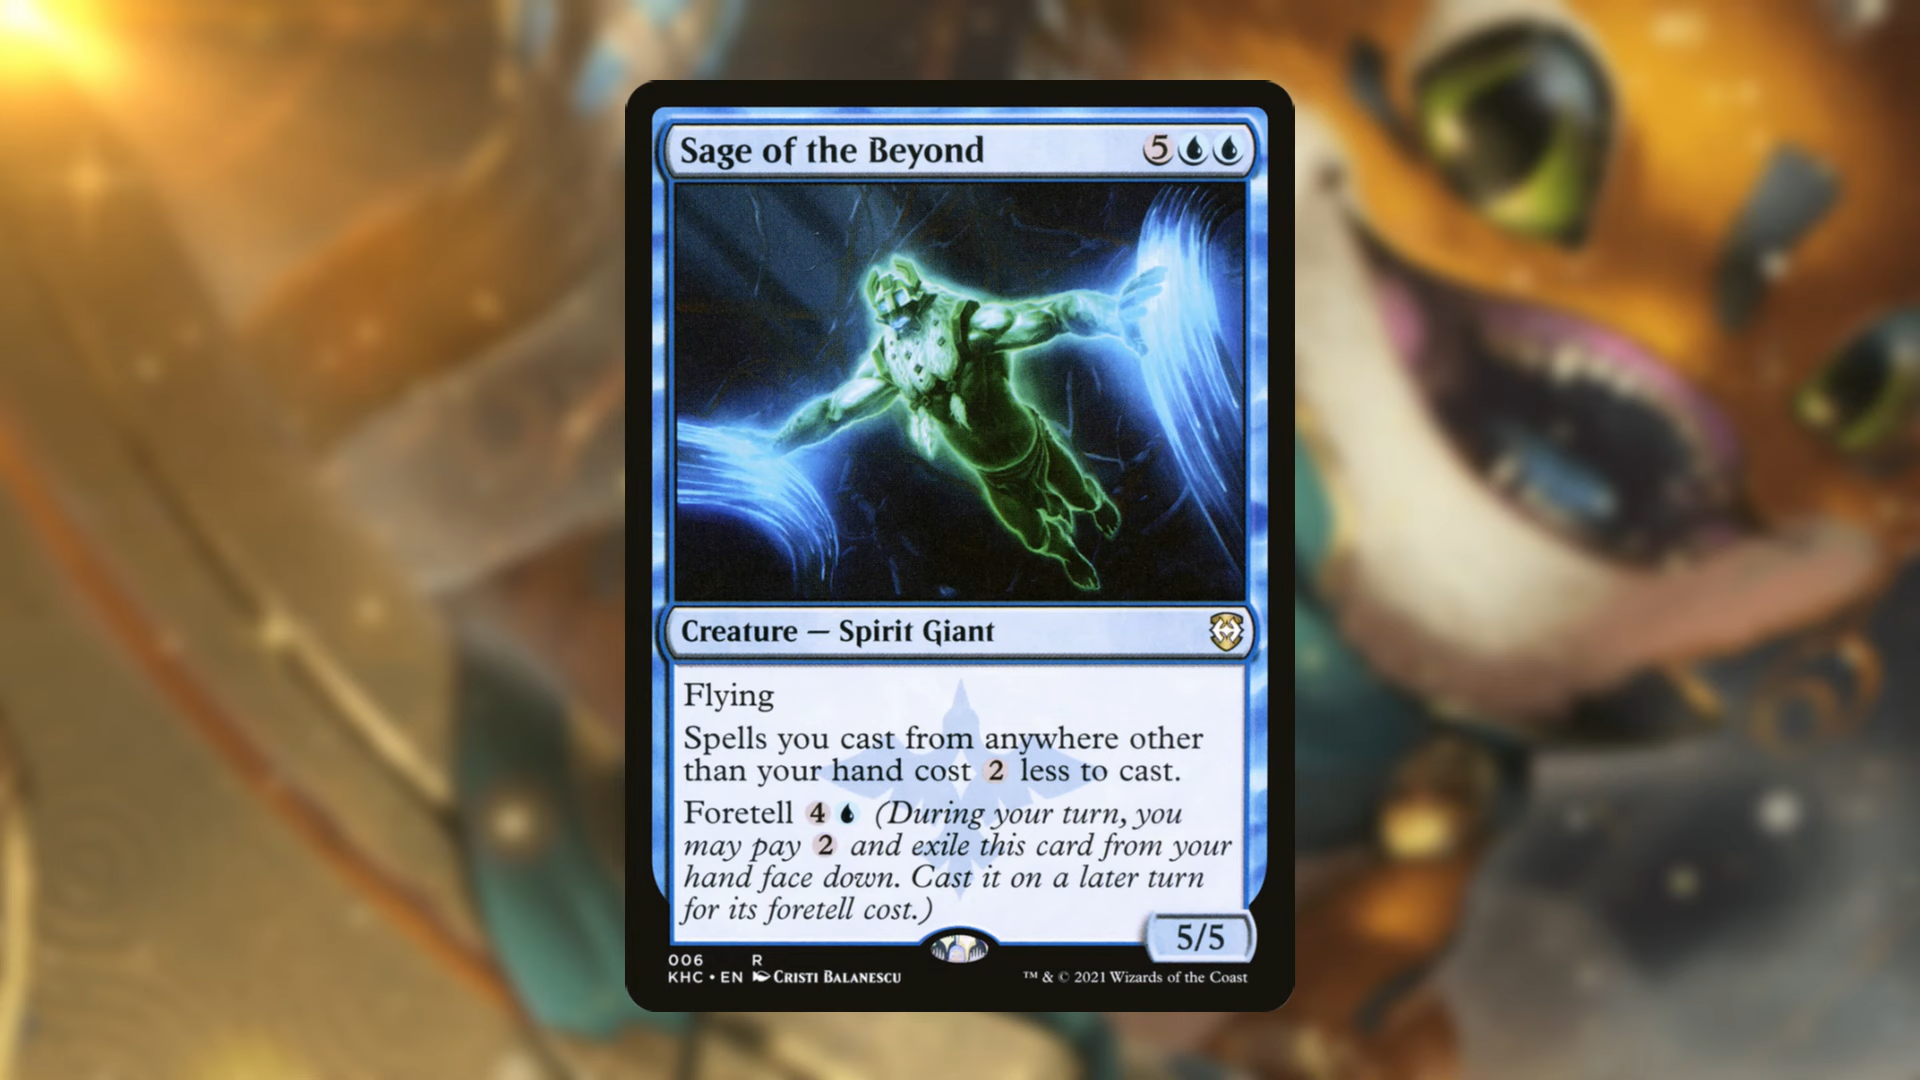 Sage of the Beyond 5
Creature — Spirit Giant
Flying
Spells you cast from anywhere other
than your hand cost 2 less to cast.
Foretell 4 (During your turn, you
may pay 2 and exile this card from your
hand face down. Cast it on a later turn
for its foretell cost.)
5/5
006 R
KHC • EN Cristi Balanescu
™ & © 2021 Wizards of the Coast